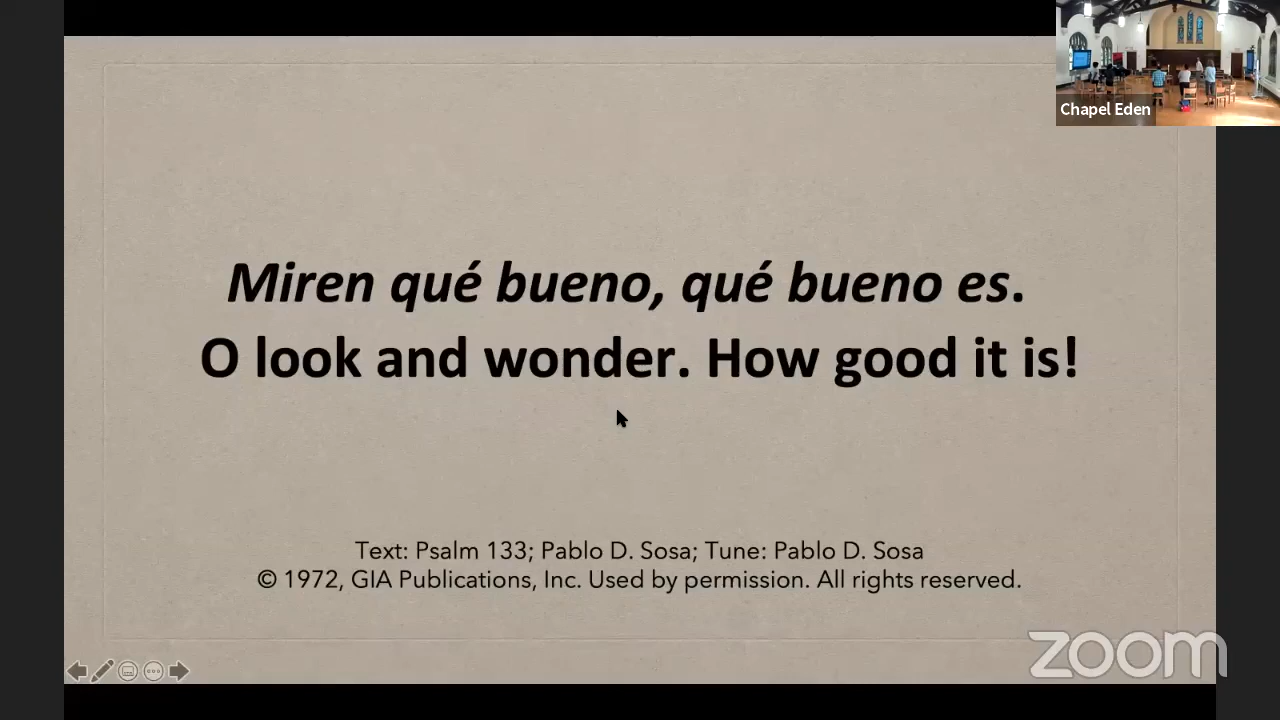 Chapel Eden
Miren qué bueno, qué bueno es.
O look and wonder. How good it is!
Text: Psalm 133; Pablo D. Sosa; Tune: Pablo D. Sosa
© 1972, GIA Publications, Inc. Used by permission. All rights reserved.
zoom